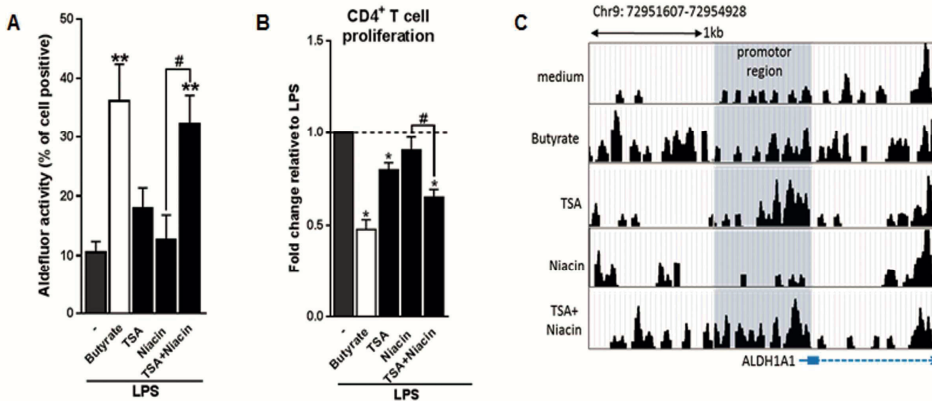 A
Aldefluor activity (% of cell positive)
50
40
30
20
10
0
**
#
**
-
Butyrate
TSA
Niacin
TSA+Niacin
LPS
B
CD4+ T cell
proliferation
Fold change relative to LPS
1.5
1.0
0.5
0.0
*
*
#
*
-
Butyrate
TSA
Niacin
TSA+Niacin
LPS
C
Chr9: 72951607-72954928
1kb
promotor
region
medium
Butyrate
TSA
Niacin
TSA+
Niacin
ALDH1A1